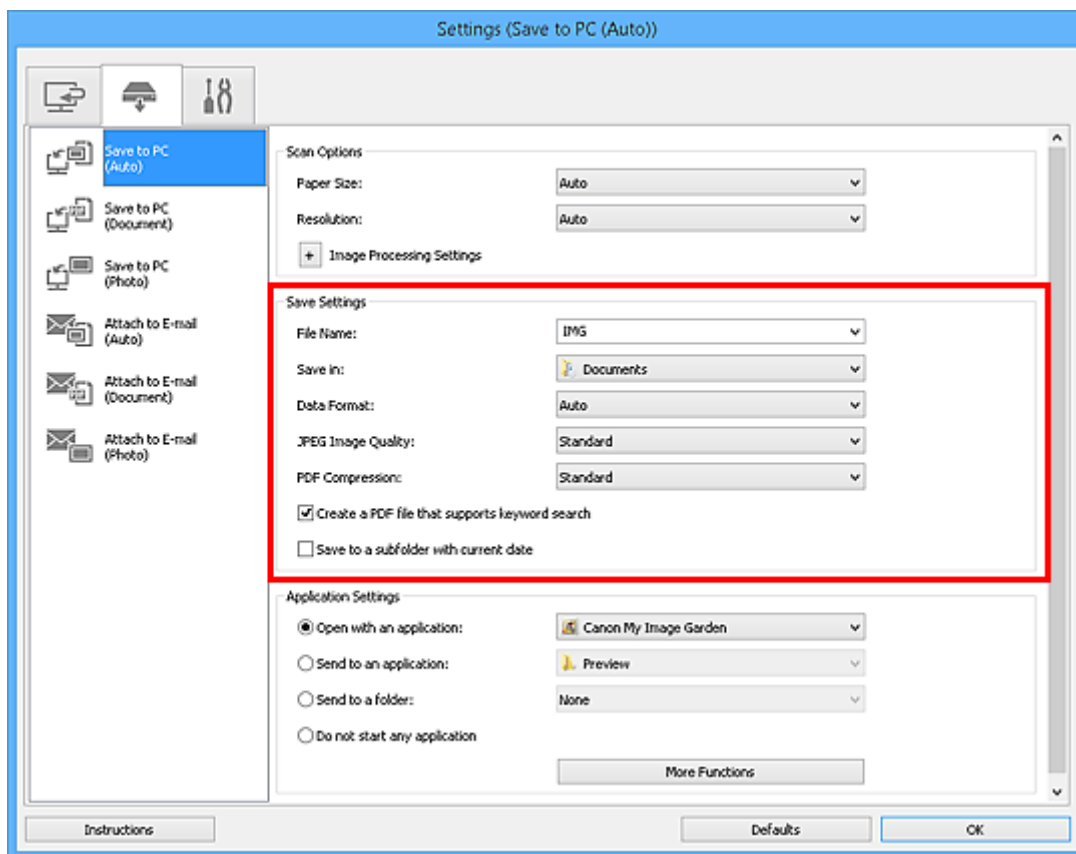 Settings (Save to PC (Auto))
Save to PC
(Auto)
Save to PC
(Document)
Save to PC
(Photo)
Attach to E-mail
(Auto)
Attach to E-mail
(Document)
Attach to E-mail
(Photo)
Scan Options
Paper Size: Auto
Resolution: Auto
+ Image Processing Settings
Save Settings
File Name: IMG
Save in: Documents
Data Format: Auto
JPEG Image Quality: Standard
PDF Compression: Standard
Create a PDF file that supports keyword search
Save to a subfolder with current date
Application Settings
Open with an application: Canon My Image Garden
Send to an application: Preview
Send to a folder: None
Do not start any application
More Functions
Instructions Defaults OK